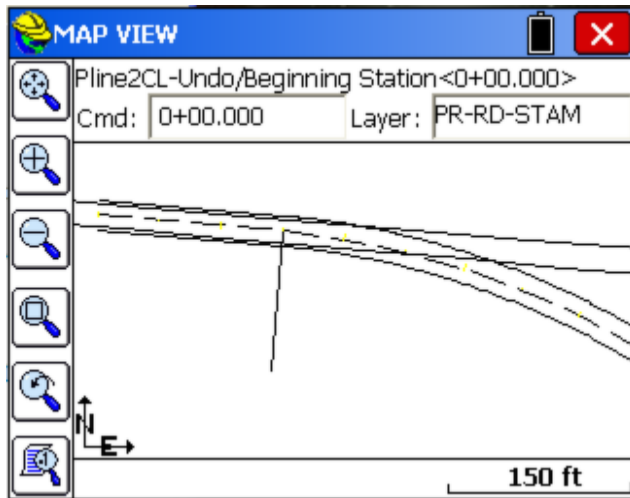 MAP VIEW
Pline2CL-Undo/Beginning Station<0+00.000>
Cmd: 0+00.000 Layer: PR-RD-STAM
N
E
150 ft